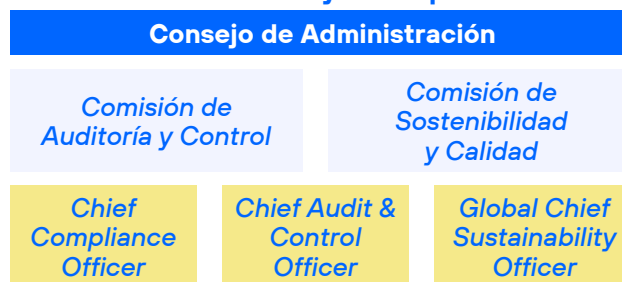 Consejo de Administración
Comisión de
Auditoría y Control
Comisión de
Sostenibilidad
y Calidad
Chief
Compliance
Officer
Chief Audit &
Control
Officer
Global Chief
Sustainability
Officer